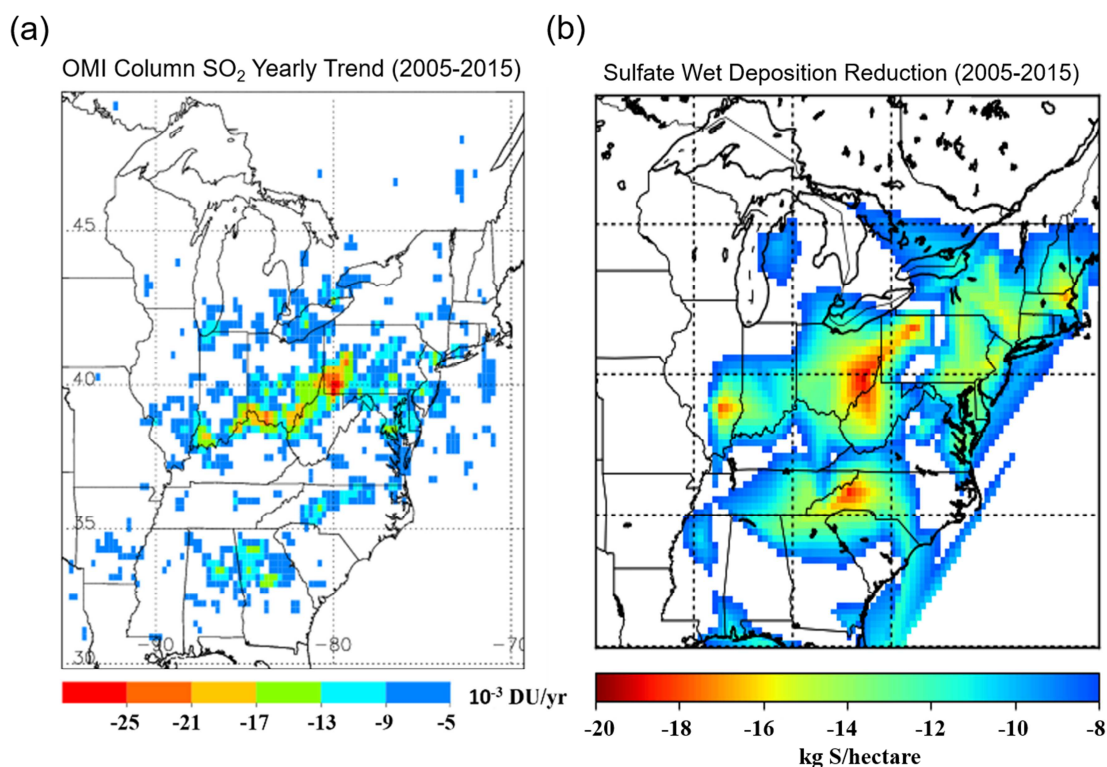 (a)
OMI Column SO₂ Yearly Trend (2005-2015)
45
40
35
30
-90
-80
-70
-25 -21 -17 -13 -9 -5
10⁻³ DU/yr
(b)
Sulfate Wet Deposition Reduction (2005-2015)
-20 -18 -16 -14 -12 -10 -8
kg S/hectare